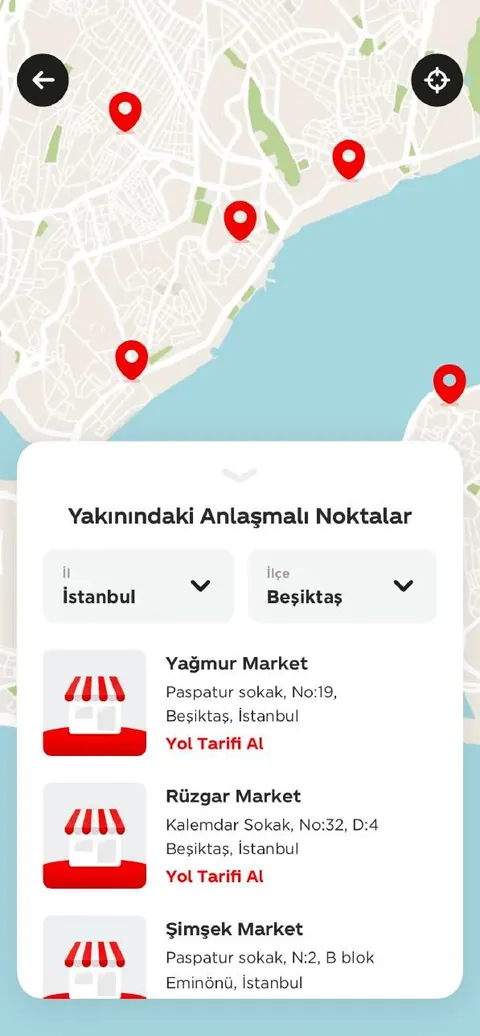 Yakınındaki Anlaşmalı Noktalar
İl
İstanbul
İlçe
Beşiktaş
Yağmur Market
Paspatur sokak, No:19,
Beşiktaş, İstanbul
Yol Tarifi Al
Rüzgar Market
Kalemdar Sokak, No:32, D:4
Beşiktaş, İstanbul
Yol Tarifi Al
Şimşek Market
Paspatur sokak, N:2, B blok
Eminönü, İstanbul